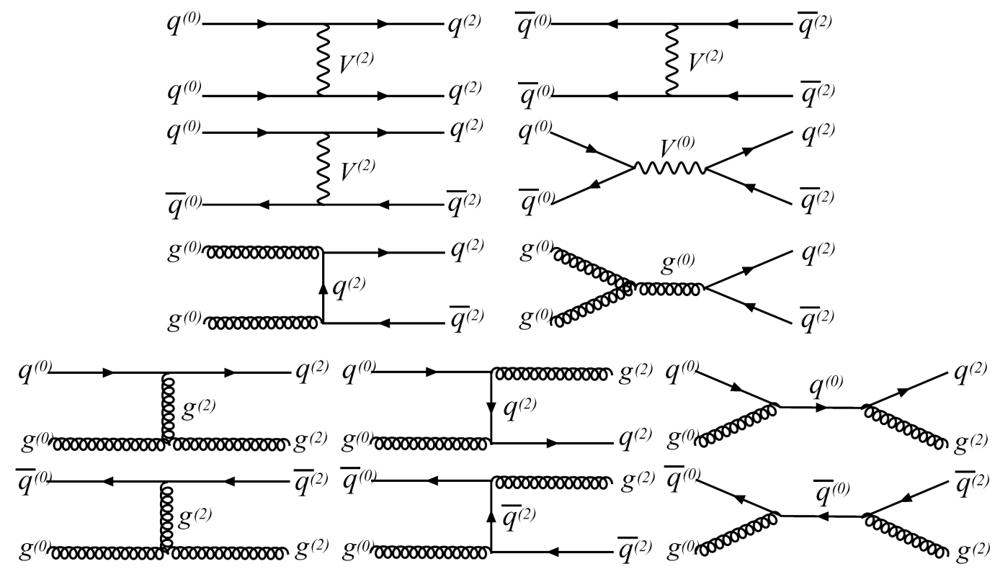 q(0) q(2) q̅(0) q̅(2)
V(2) V(2)
q(0) q(2) q̅(0) q̅(2)
q(0) q(2) q(0) V(0) q(2)
V(2)
q̅(0) q̅(2) q̅(0) q̅(2)
g(0) q(2) g(0) g(0) q(2)
q(2)
g(0) q̅(2) g(0) q̅(2)
q(0) q(2) q(0) g(2) q(0) q(0) q(2)
g(2) q(2)
g(0) g(2) g(0) q(2) g(0) g(2)
q̅(0) q̅(2) q̅(0) g(2) q̅(0) q̅(0) q̅(2)
g(2) q̅(2)
g(0) g(2) g(0) q̅(2) g(0) g(2)